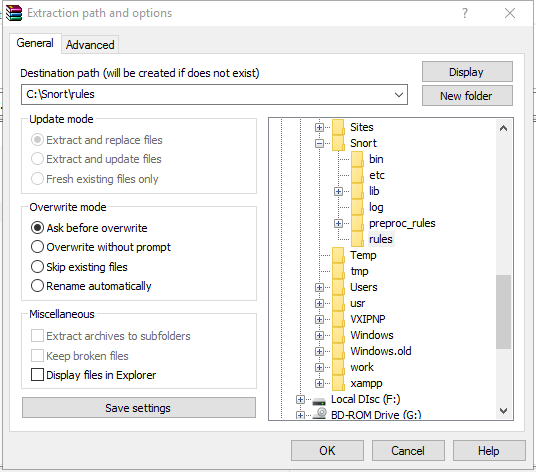 Extraction path and options
?
General
Advanced
Destination path (will be created if does not exist)
Display
C:\Snort\rules
New folder
Update mode
Extract and replace files
Extract and update files
Fresh existing files only
Overwrite mode
Ask before overwrite
Overwrite without prompt
Skip existing files
Rename automatically
Miscellaneous
Extract archives to subfolders
Keep broken files
Display files in Explorer
Save settings
Sites
Snort
bin
etc
lib
log
preproc_rules
rules
Temp
tmp
Users
usr
VXIPNP
Windows
Windows.old
work
xampp
Local DIsc (F:)
BD-ROM Drive (G:)
OK
Cancel
Help